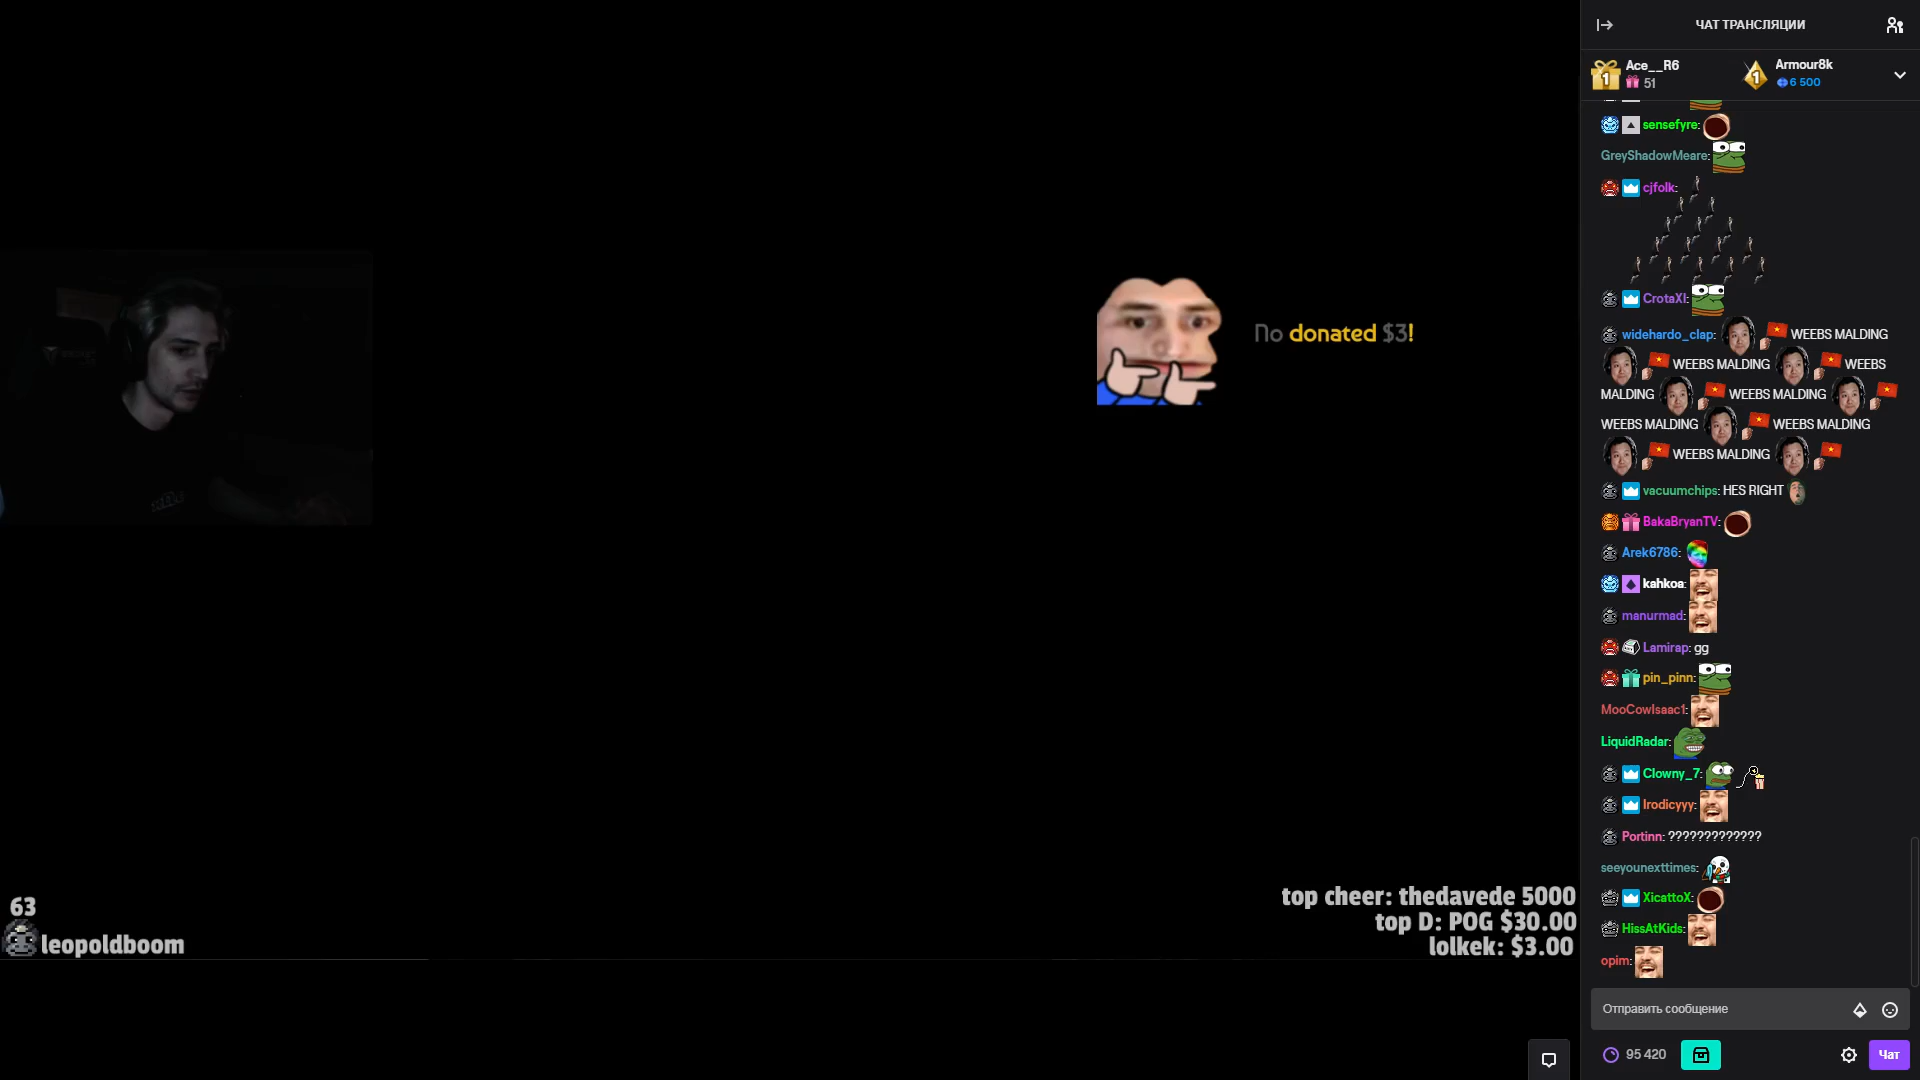 No donated $3!
63
leopoldboom
top cheer: thedavede 5000
top D: POG $30.00
lolkek: $3.00
ЧАТ ТРАНСЛЯЦИИ
1 Ace__R6
51
1 Armour8k
6 500
sensefyre:
GreyShadowMeare:
cjfolk:
CrotaXI:
widehardo_clap: WEEBS MALDING
WEEBS MALDING WEEBS
MALDING WEEBS MALDING
WEEBS MALDING WEEBS MALDING
WEEBS MALDING
vacuumchips: HES RIGHT
BakaBryanTV:
Arek6786:
kahkoa:
manurmad:
Lamirap: gg
pin_pinn:
MooCowIsaac1:
LiquidRadar:
Clowny_7:
Irodicyyy:
Portinn: ?????????????
seeyounexttimes:
XicattoX:
HissAtKids:
opim:
Отправить сообщение
95 420
Чат